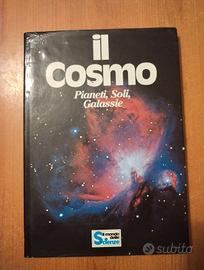 il
Cosmo
Pianeti, Soli,
Galassie
il mondo
delle
Scienze
subito